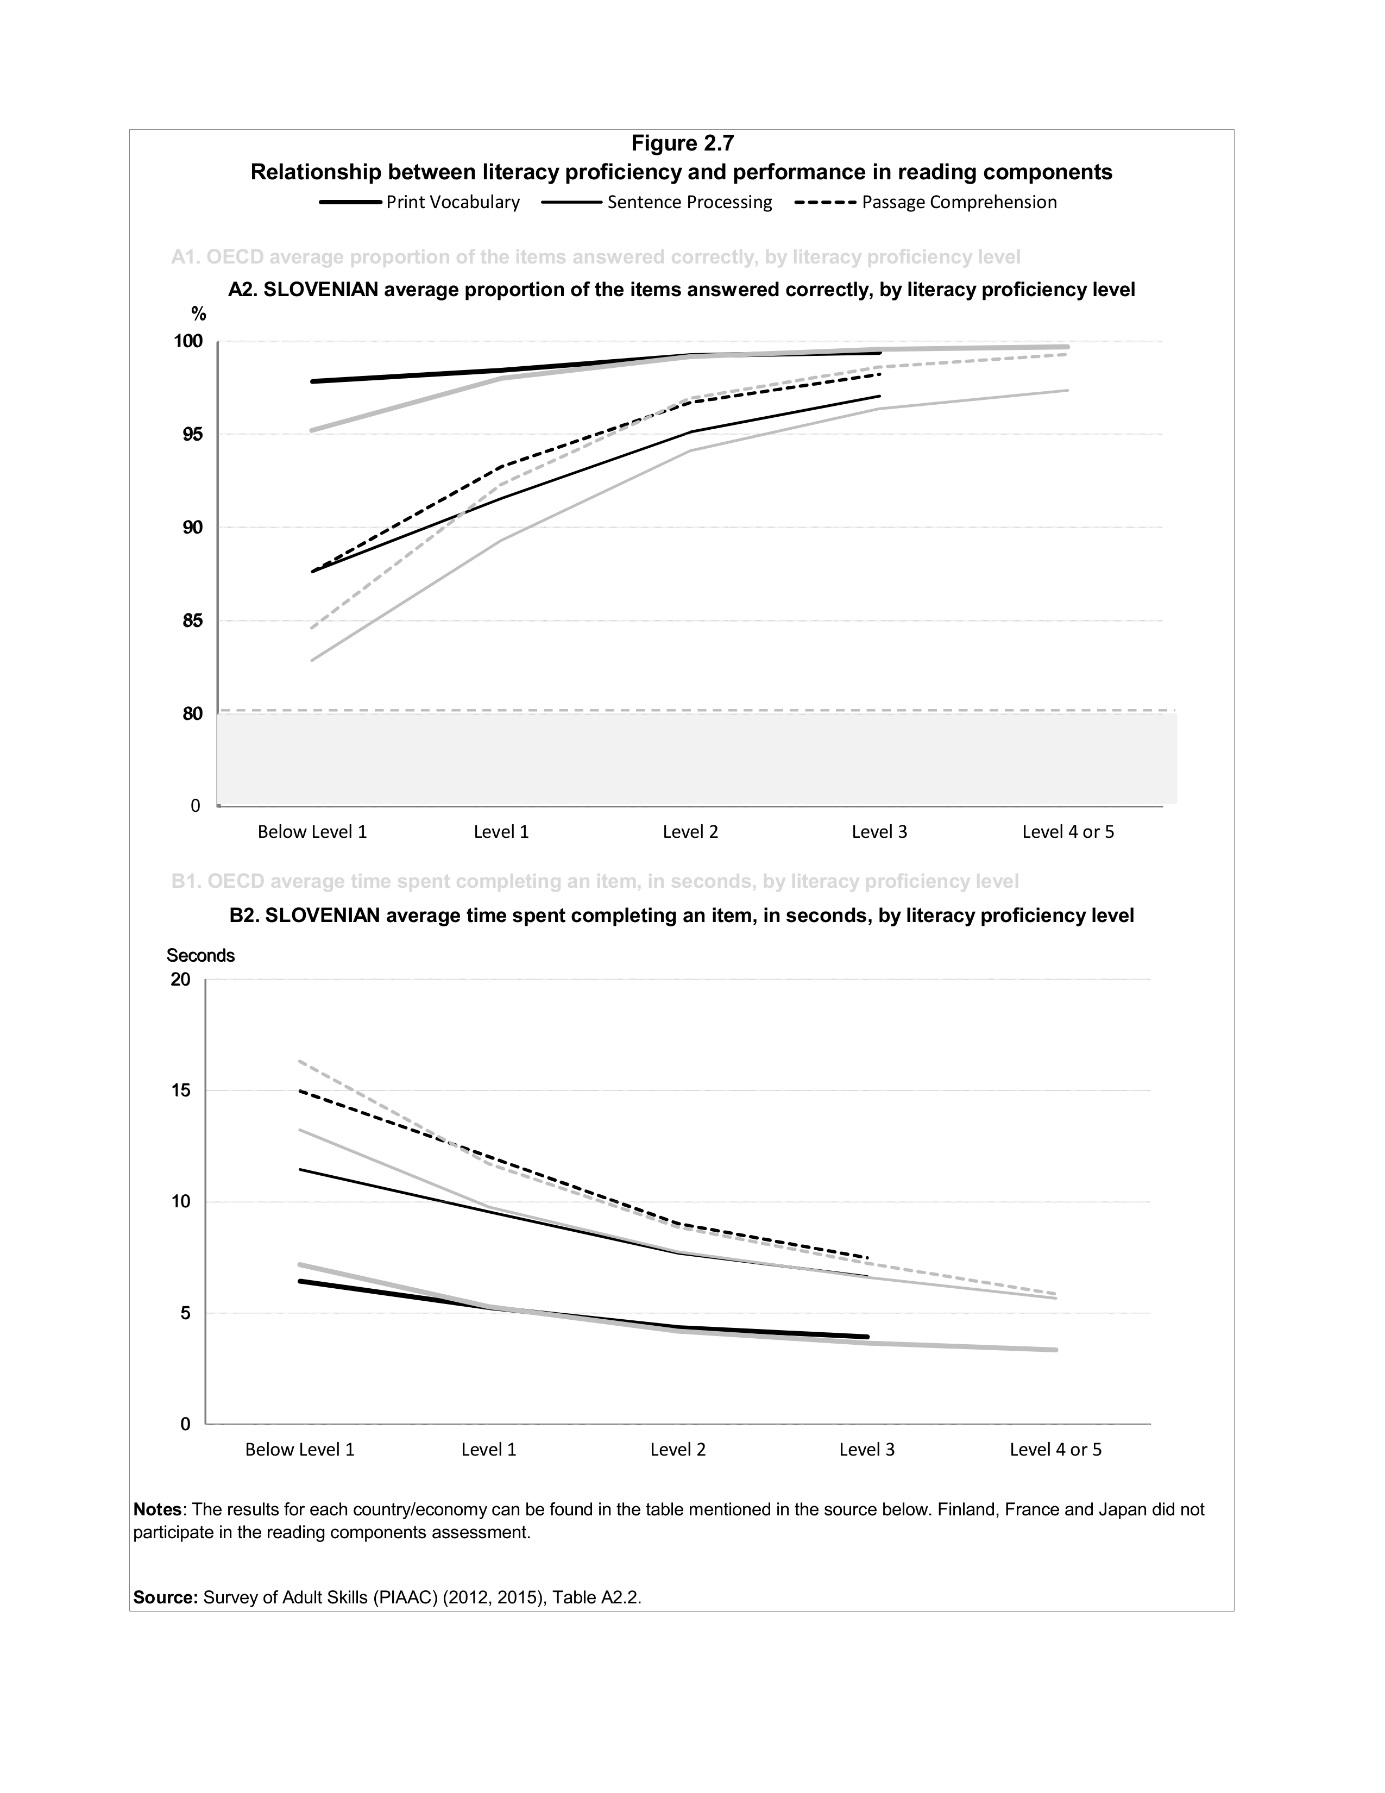 Figure 2.7
Relationship between literacy proficiency and performance in reading components
Print Vocabulary Sentence Processing Passage Comprehension
A1. OECD average proportion of the items answered correctly, by literacy proficiency level
A2. SLOVENIAN average proportion of the items answered correctly, by literacy proficiency level
%
100
95
90
85
80
0
Below Level 1 Level 1 Level 2 Level 3 Level 4 or 5
B1. OECD average time spent completing an item, in seconds, by literacy proficiency level
B2. SLOVENIAN average time spent completing an item, in seconds, by literacy proficiency level
Seconds
20
15
10
5
0
Below Level 1 Level 1 Level 2 Level 3 Level 4 or 5
Notes: The results for each country/economy can be found in the table mentioned in the source below. Finland, France and Japan did not
participate in the reading components assessment.
Source: Survey of Adult Skills (PIAAC) (2012, 2015), Table A2.2.